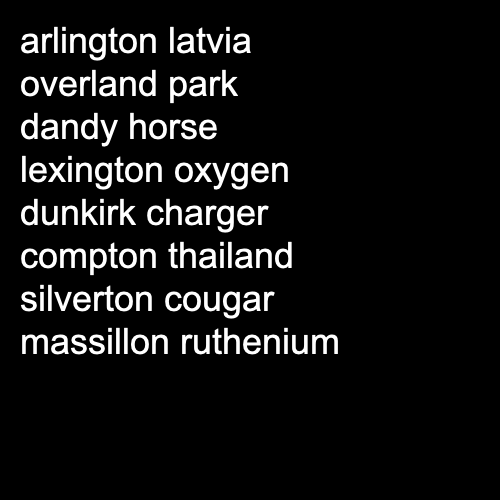 arlington latvia
overland park
dandy horse
lexington oxygen
dunkirk charger
compton thailand
silverton cougar
massillon ruthenium